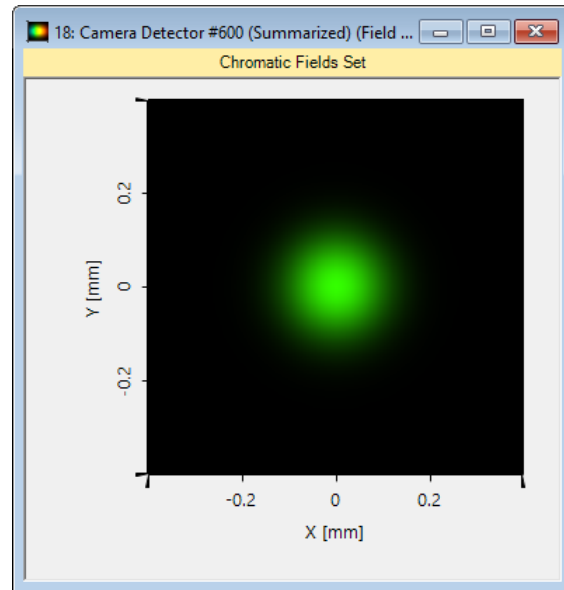 18: Camera Detector #600 (Summarized) (Field ...
Chromatic Fields Set
0.2
0
-0.2
Y [mm]
-0.2 0 0.2
X [mm]